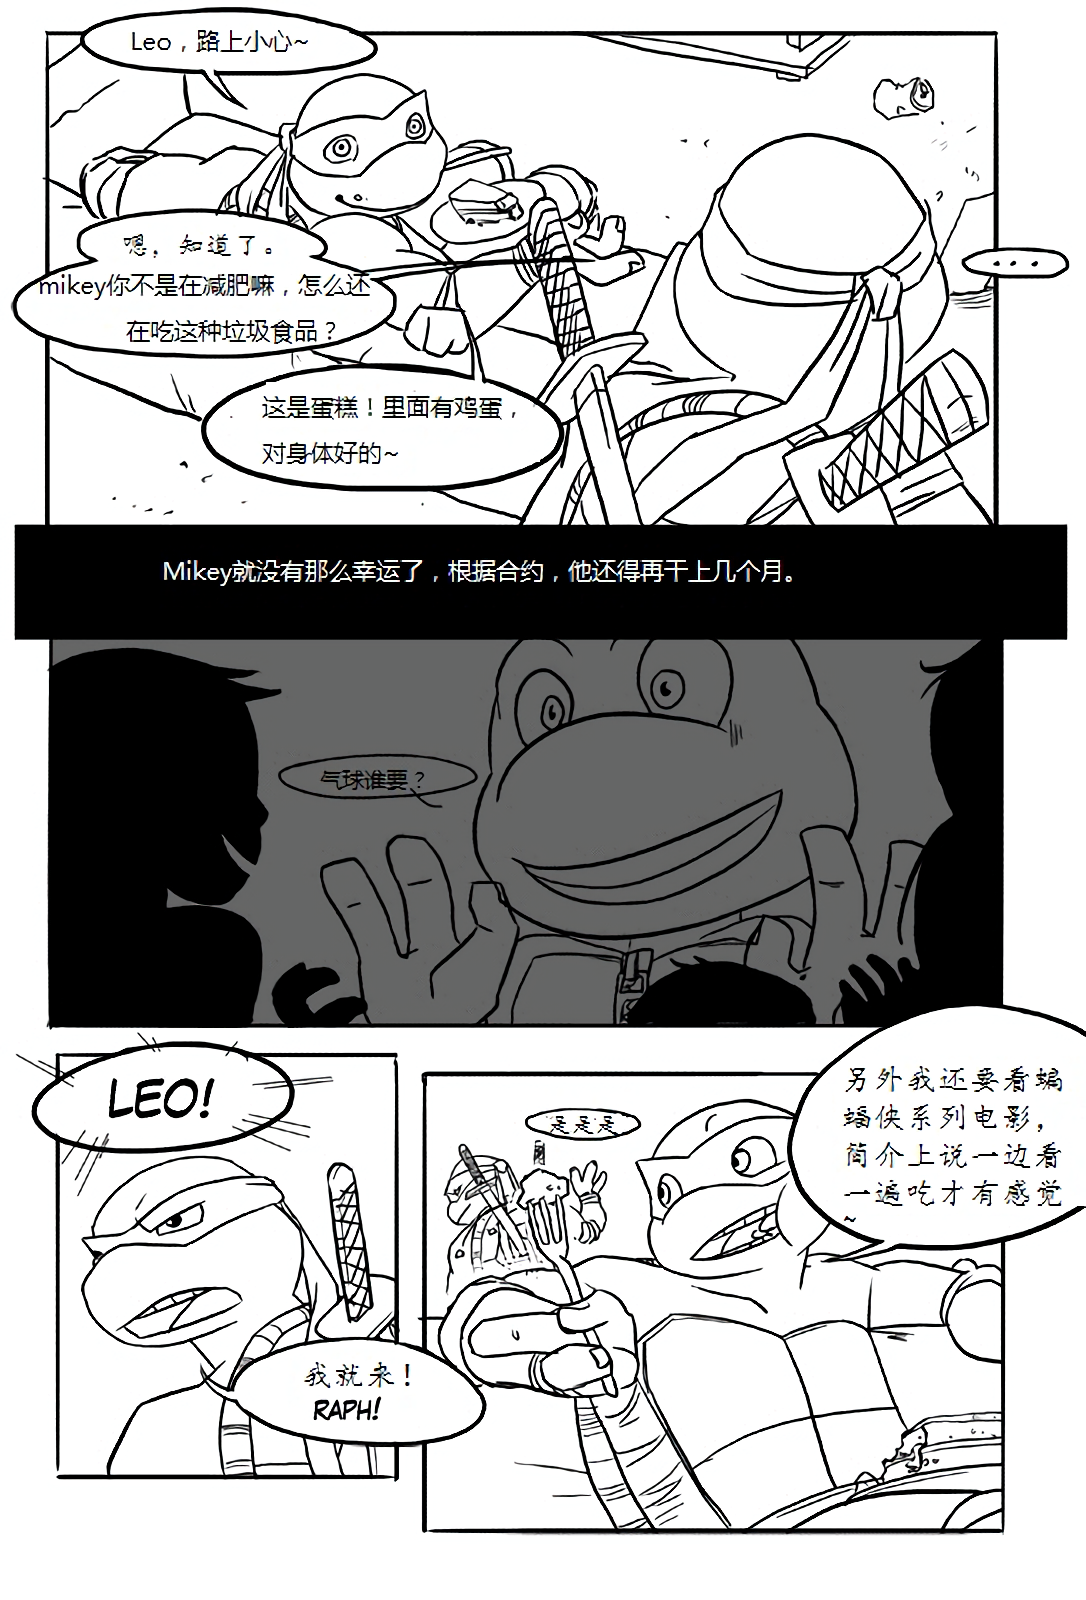 Leo，路上小心~
嗯，知道了。
mikey你不是在减肥嘛，怎么还
在吃这种垃圾食品？
....
这是蛋糕！里面有鸡蛋，
对身体好的~
Mikey就没有那么幸运了，根据合约，他还得再干上几个月。
气球谁要？
LEO!
我就来！
RAPH!
是是是
另外我还要看蝙
蝠侠系列电影，
简介上说一边看
一遍吃才有感觉
~